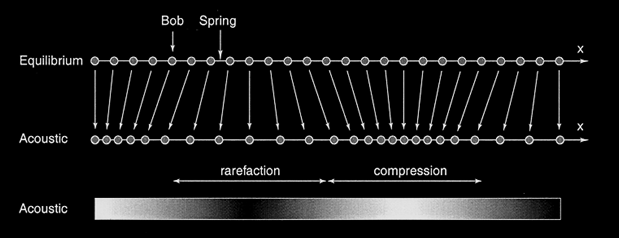 Bob Spring
x
Equilibrium
x
Acoustic
rarefaction compression
Acoustic